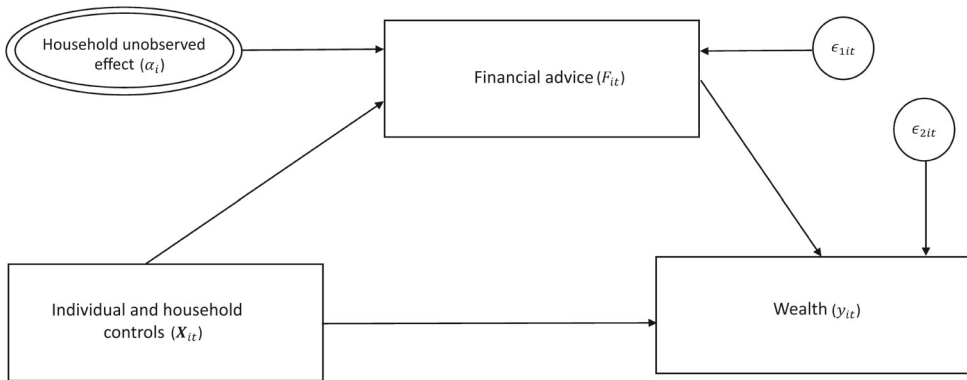 Household unobserved
effect (αᵢ)
Financial advice (Fᵢₜ)
ϵ₁ᵢₜ
ϵ₂ᵢₜ
Individual and household
controls (𝑿ᵢₜ)
Wealth (yᵢₜ)